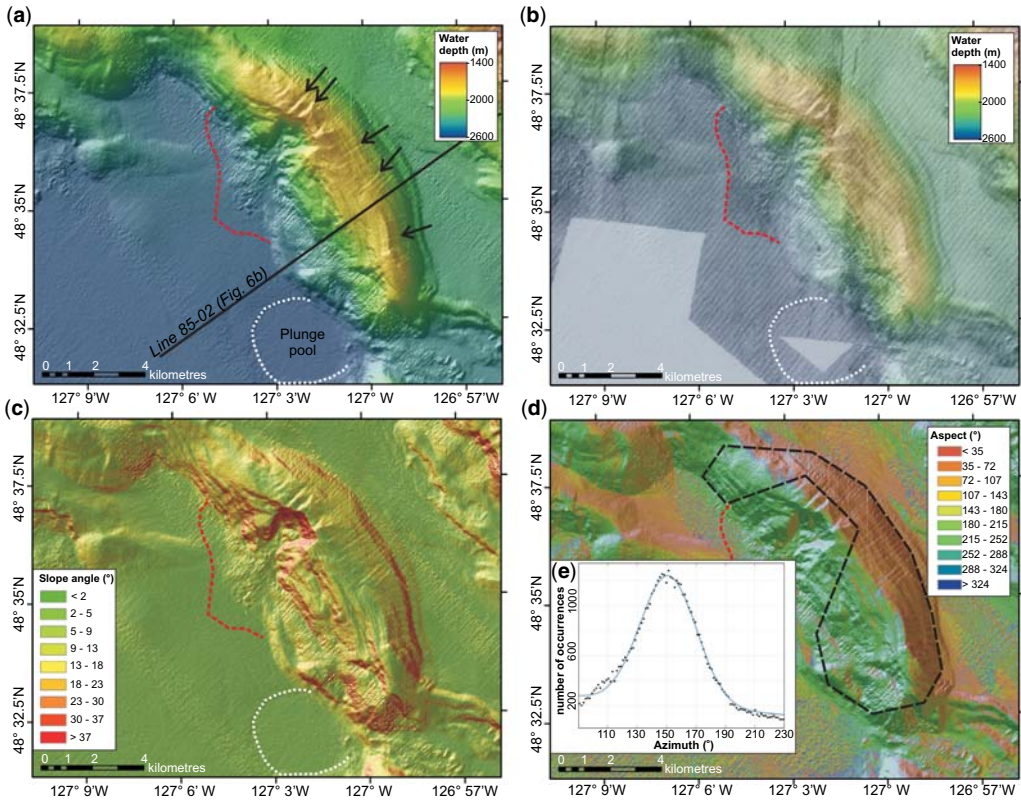 (a)
Water
depth (m)
1400
2000
2600
48° 37.5'N
48° 35'N
48° 32.5'N
Line 85-02 (Fig. 6b)
Plunge
pool
0 2 4
kilometres
127° 9'W
127° 6' W
127° 3'W
127° 0'W
126° 57'W
(b)
Water
depth (m)
1400
2000
2600
48° 37.5'N
48° 35'N
48° 32.5'N
0 2 4
kilometres
127° 9'W
127° 6' W
127° 3'W
127° 0'W
126° 57'W
(c)
48° 37.5'N
48° 35'N
48° 32.5'N
Slope angle (°)
< 2
2 - 5
5 - 9
9 - 13
13 - 18
18 - 23
23 - 30
30 - 37
> 37
0 2 4
kilometres
127° 9'W
127° 6' W
127° 3'W
127° 0'W
126° 57'W
(d)
Aspect (°)
< 35
35 - 72
72 - 107
107 - 143
143 - 180
180 - 215
215 - 252
252 - 288
288 - 324
> 324
48° 37.5'N
48° 35'N
48° 32.5'N
(e)
number of occurrences
1000
600
200
110 150 190 230
Azimuth (°)
0 2 4
kilometres
127° 9'W
127° 6' W
127° 3'W
127° 0'W
126° 57'W